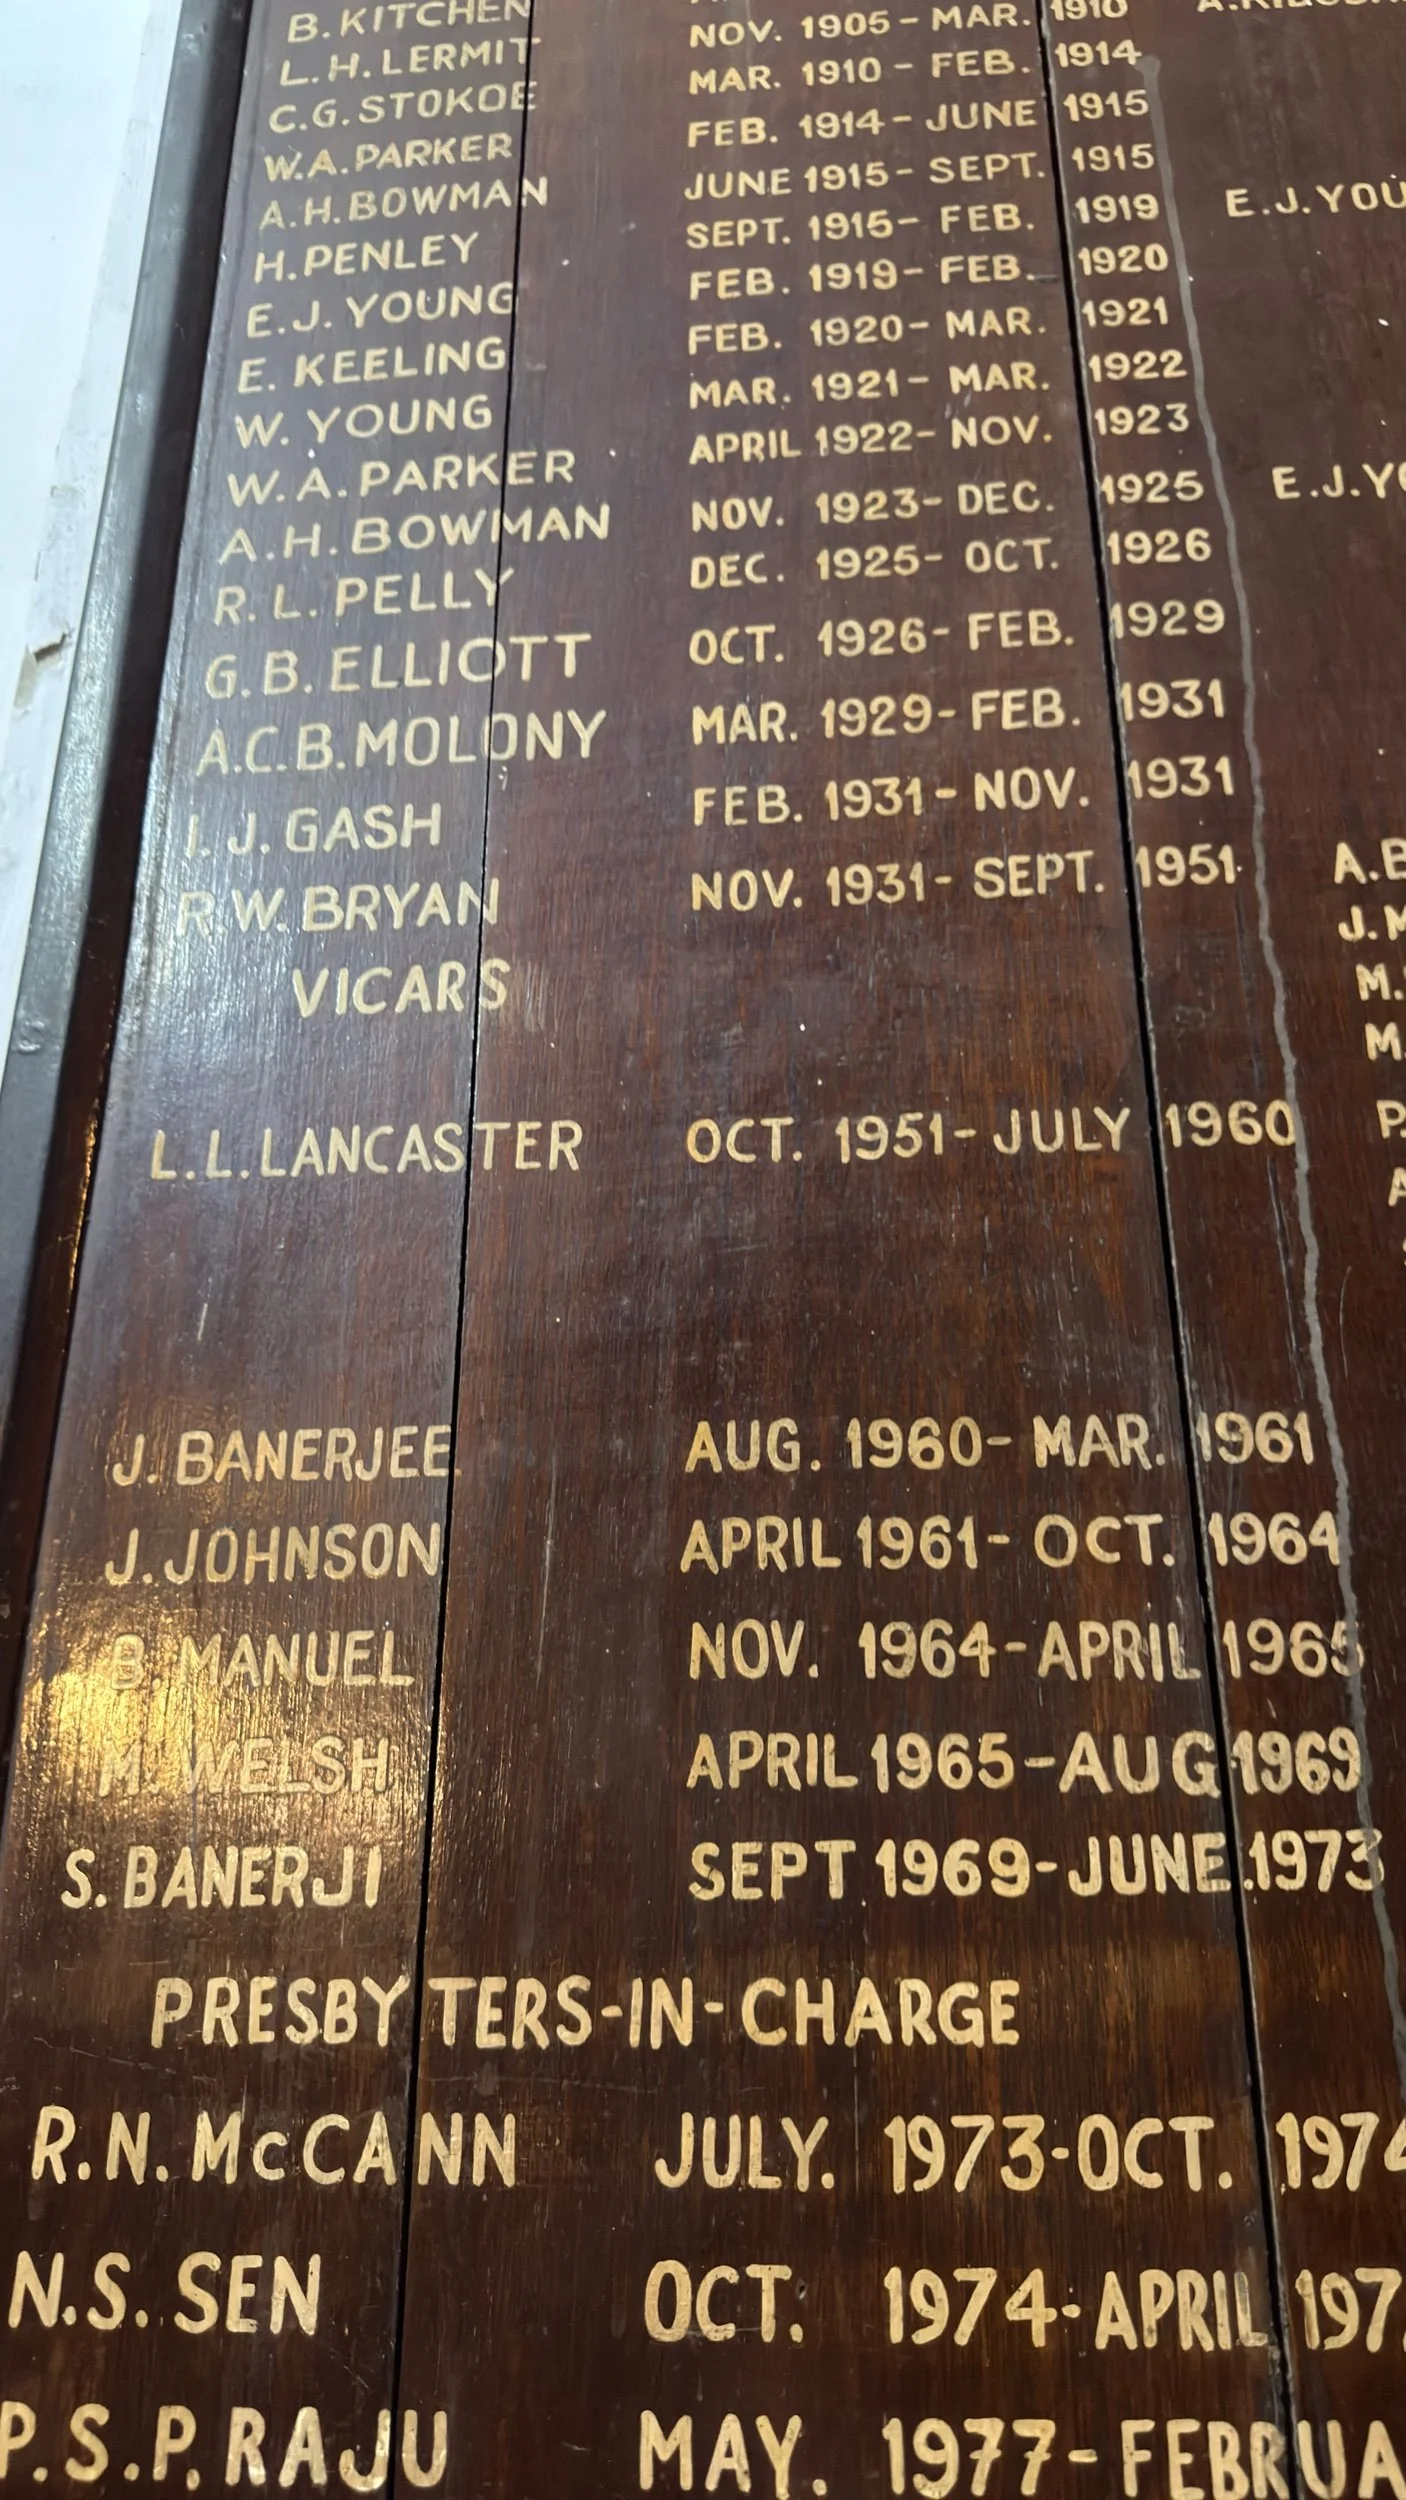 B. KITCHEN NOV. 1905 - MAR. 1910
L. H. LERMIT MAR. 1910 - FEB. 1914
C. G. STOKOE FEB. 1914 - JUNE 1915
W. A. PARKER JUNE 1915 - SEPT. 1915
A. H. BOWMAN SEPT. 1915 - FEB. 1919 E. J. YOU
H. PENLEY FEB. 1919 - FEB. 1920
E. J. YOUNG FEB. 1920 - MAR. 1921
E. KEELING MAR. 1921 - MAR. 1922
W. YOUNG APRIL 1922 - NOV. 1923
W. A. PARKER NOV. 1923 - DEC. 1925 E. J. YO
A. H. BOWMAN DEC. 1925 - OCT. 1926
R. L. PELLY OCT. 1926 - FEB. 1929
G. B. ELLIOTT MAR. 1929 - FEB. 1931
A. C. B. MOLONY FEB. 1931 - NOV. 1931
I. J. GASH NOV. 1931 - SEPT. 1951 A. B
R. W. BRYAN J. M
VICARS M.
M.
L. L. LANCASTER OCT. 1951 - JULY 1960 P.
A
J. BANERJEE AUG. 1960 - MAR. 1961
J. JOHNSON APRIL 1961 - OCT. 1964
B. MANUEL NOV. 1964 - APRIL 1965
M. WELSH APRIL 1965 - AUG 1969
S. BANERJI SEPT 1969 - JUNE. 1973
PRESBYTERS-IN-CHARGE
R. N. McCANN JULY. 1973 - OCT. 1974
N. S. SEN OCT. 1974 - APRIL 197
P. S. P. RAJU MAY. 1977 - FEBRUA